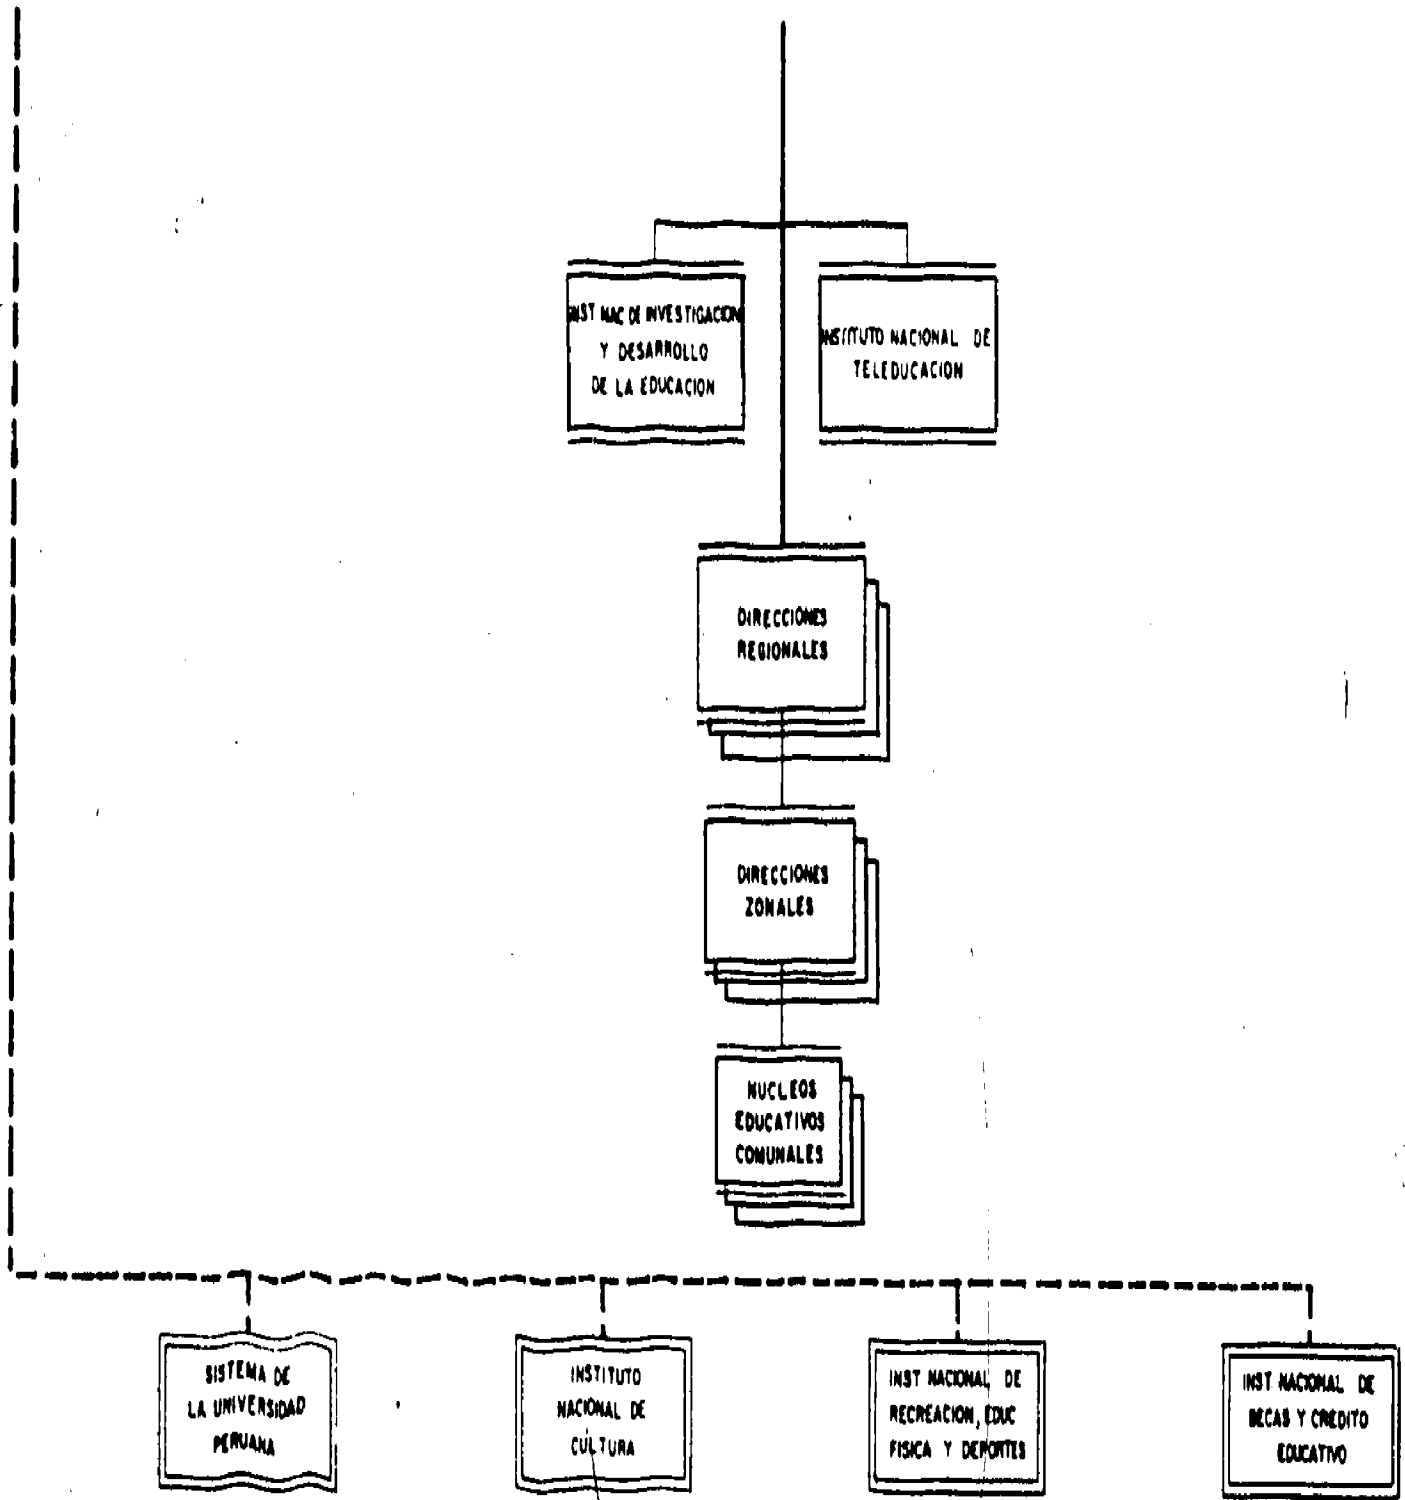 INST NAC DE INVESTIGACION
Y DESARROLLO
DE LA EDUCACION
INSTITUTO NACIONAL DE
TELEDUCACION
DIRECCIONES
REGIONALES
DIRECCIONES
ZONALES
NUCLEOS
EDUCATIVOS
COMUNALES
SISTEMA DE
LA UNIVERSIDAD
PERUANA
INSTITUTO
NACIONAL DE
CULTURA
INST NACIONAL DE
RECREACION, EDUC
FISICA Y DEPORTES
INST NACIONAL DE
BECAS Y CREDITO
EDUCATIVO